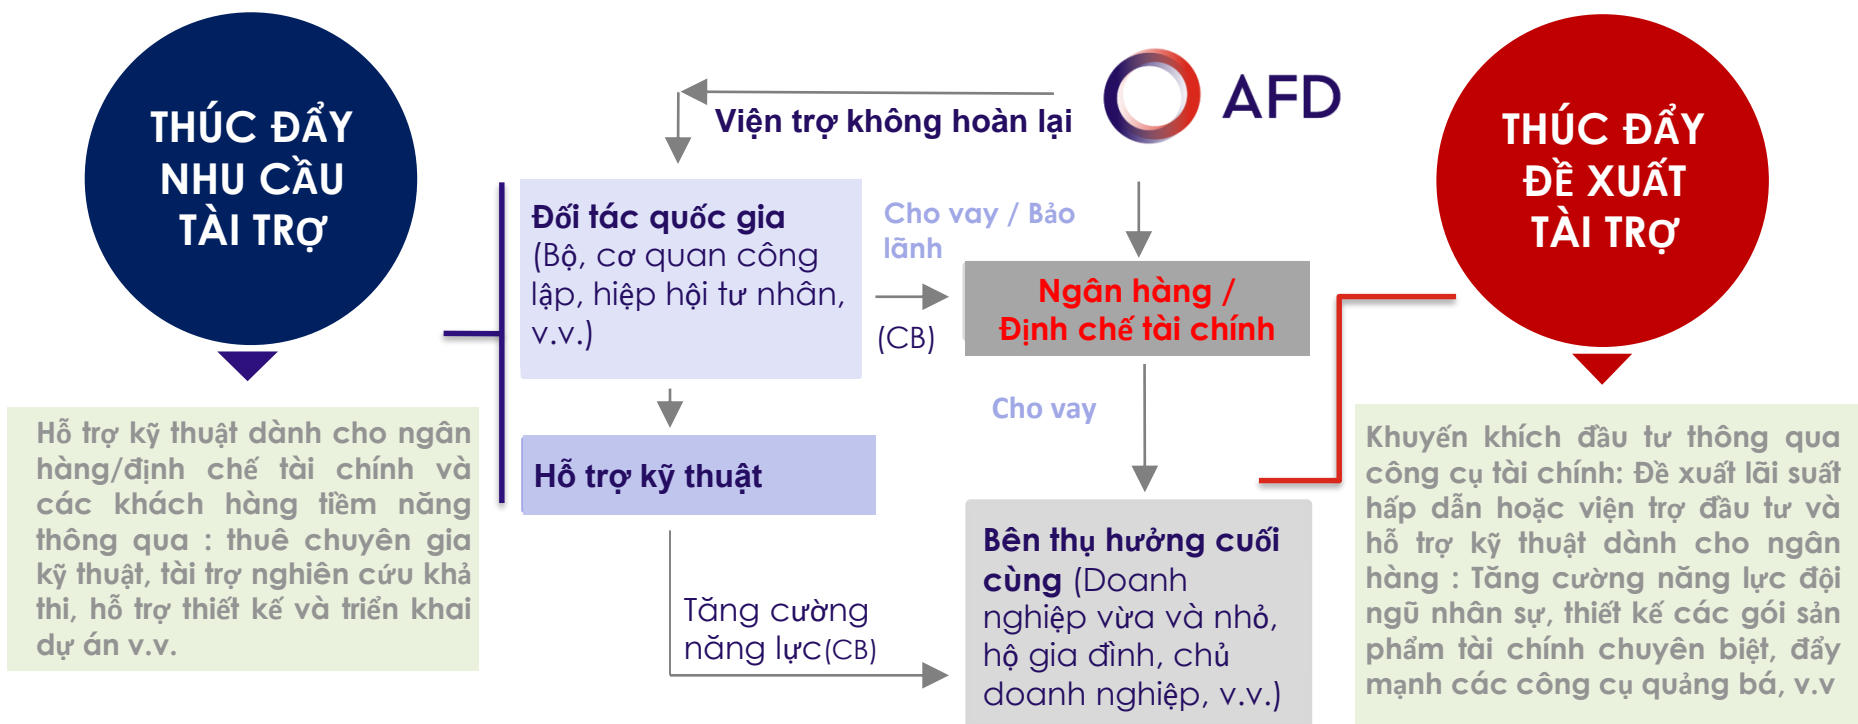 THÚC ĐẨY
NHU CẦU
TÀI TRỢ
Hỗ trợ kỹ thuật dành cho ngân
hàng/định chế tài chính và
các khách hàng tiềm năng
thông qua : thuê chuyên gia
kỹ thuật, tài trợ nghiên cứu khả
thi, hỗ trợ thiết kế và triển khai
dự án v.v.
AFD
Viện trợ không hoàn lại
Đối tác quốc gia
(Bộ, cơ quan công
lập, hiệp hội tư nhân,
v.v.)
Cho vay / Bảo
lãnh
(CB)
Ngân hàng /
Định chế tài chính
Cho vay
Hỗ trợ kỹ thuật
Tăng cường
năng lực(CB)
Bên thụ hưởng cuối
cùng (Doanh
nghiệp vừa và nhỏ,
hộ gia đình, chủ
doanh nghiệp, v.v.)
THÚC ĐẨY
ĐỀ XUẤT
TÀI TRỢ
Khuyến khích đầu tư thông qua
công cụ tài chính: Đề xuất lãi suất
hấp dẫn hoặc viện trợ đầu tư và
hỗ trợ kỹ thuật dành cho ngân
hàng : Tăng cường năng lực đội
ngũ nhân sự, thiết kế các gói sản
phẩm tài chính chuyên biệt, đẩy
mạnh các công cụ quảng bá, v.v